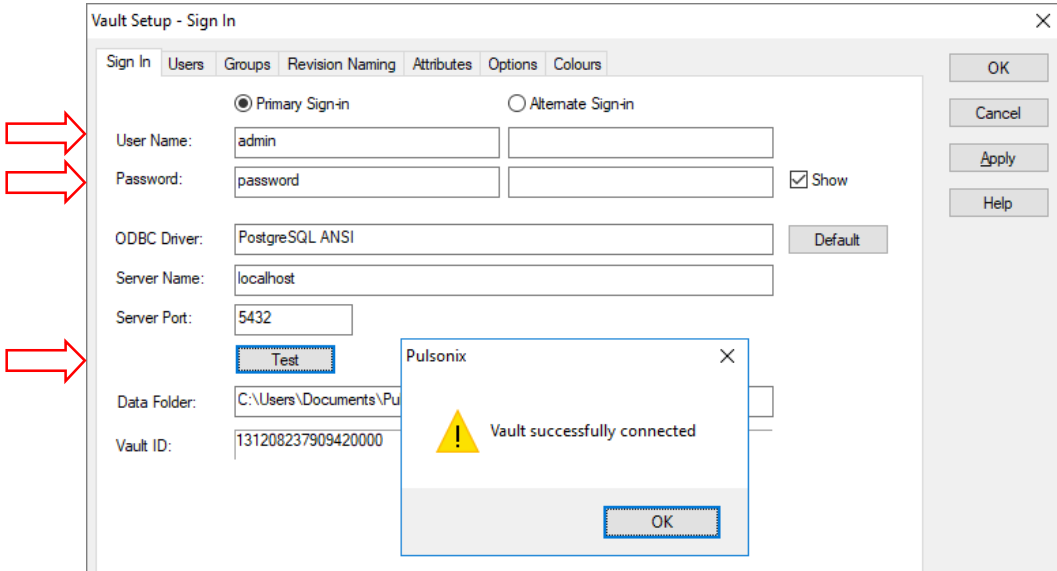 Vault Setup - Sign In
Sign In Users Groups Revision Naming Attributes Options Colours
OK
Primary Sign-in Alternate Sign-in
Cancel
User Name: admin
Apply
Password: password Show
Help
ODBC Driver: PostgreSQL ANSI Default
Server Name: localhost
Server Port: 5432
Test
Pulsonix
Data Folder: C:\Users\Documents\Pu
Vault successfully connected
Vault ID: 131208237909420000
OK